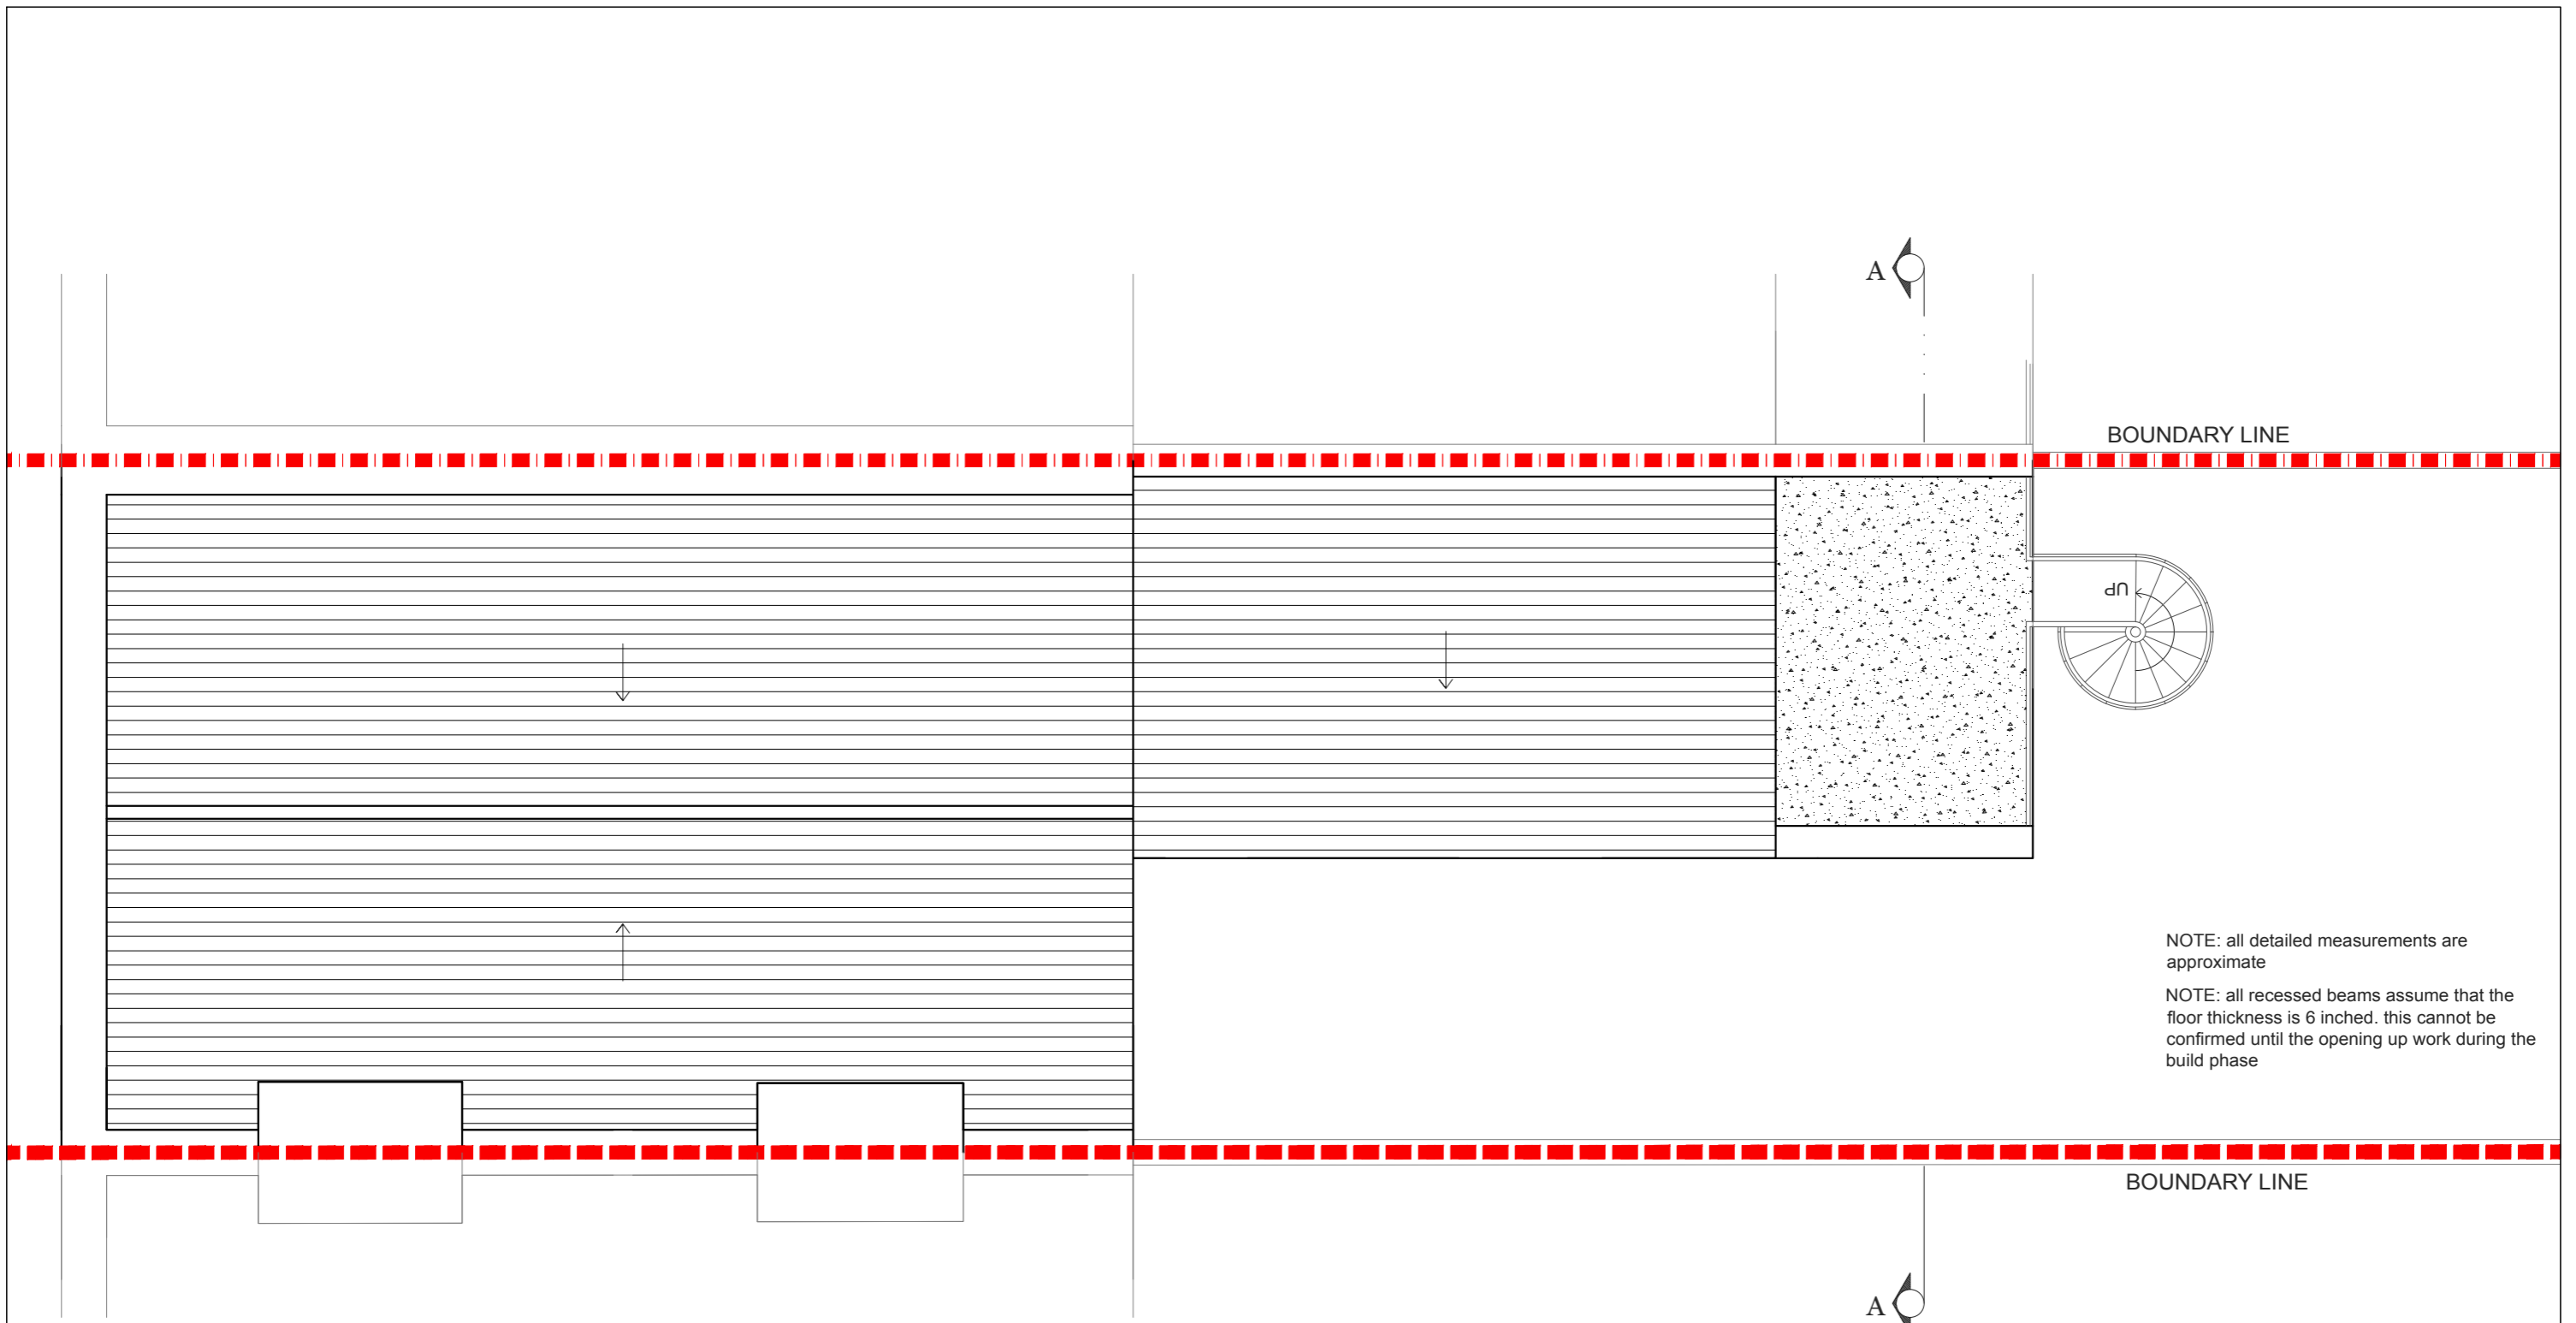 A
BOUNDARY LINE
UP
NOTE: all detailed measurements are
approximate
NOTE: all recessed beams assume that the
floor thickness is 6 inched. this cannot be
confirmed until the opening up work during the
build phase
BOUNDARY LINE
A